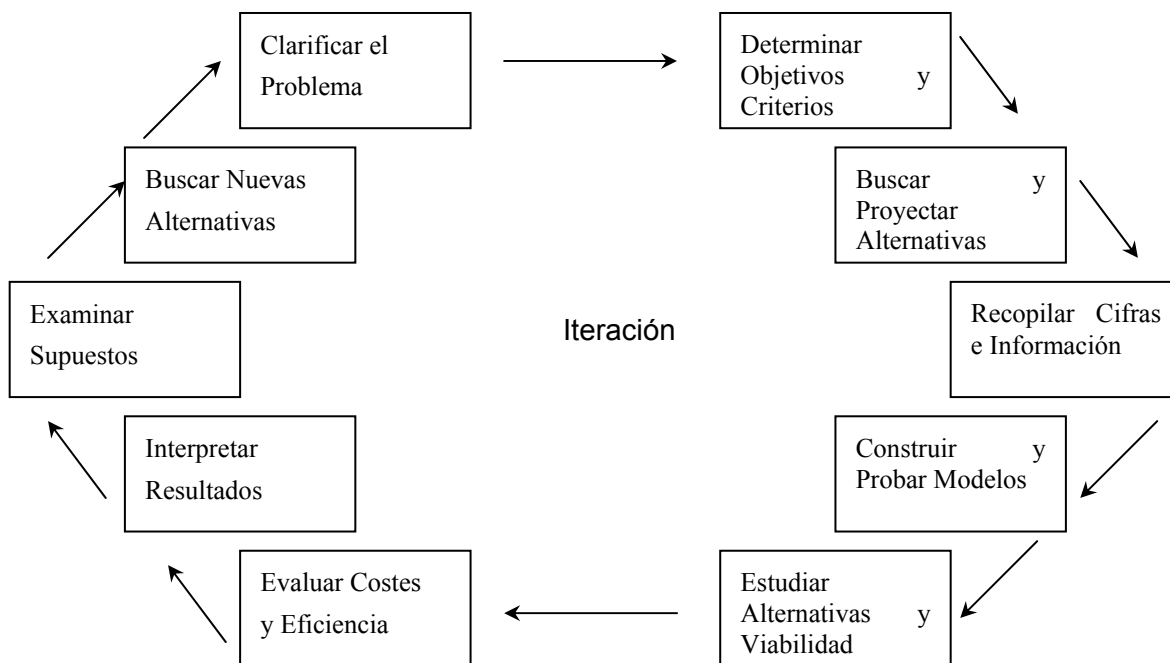 Clarificar el
Problema
Determinar
Objetivos y
Criterios
Buscar y
Proyectar
Alternativas
Recopilar Cifras
e Información
Construir y
Probar Modelos
Estudiar
Alternativas y
Viabilidad
Evaluar Costes
y Eficiencia
Interpretar
Resultados
Examinar
Supuestos
Buscar Nuevas
Alternativas
Iteración